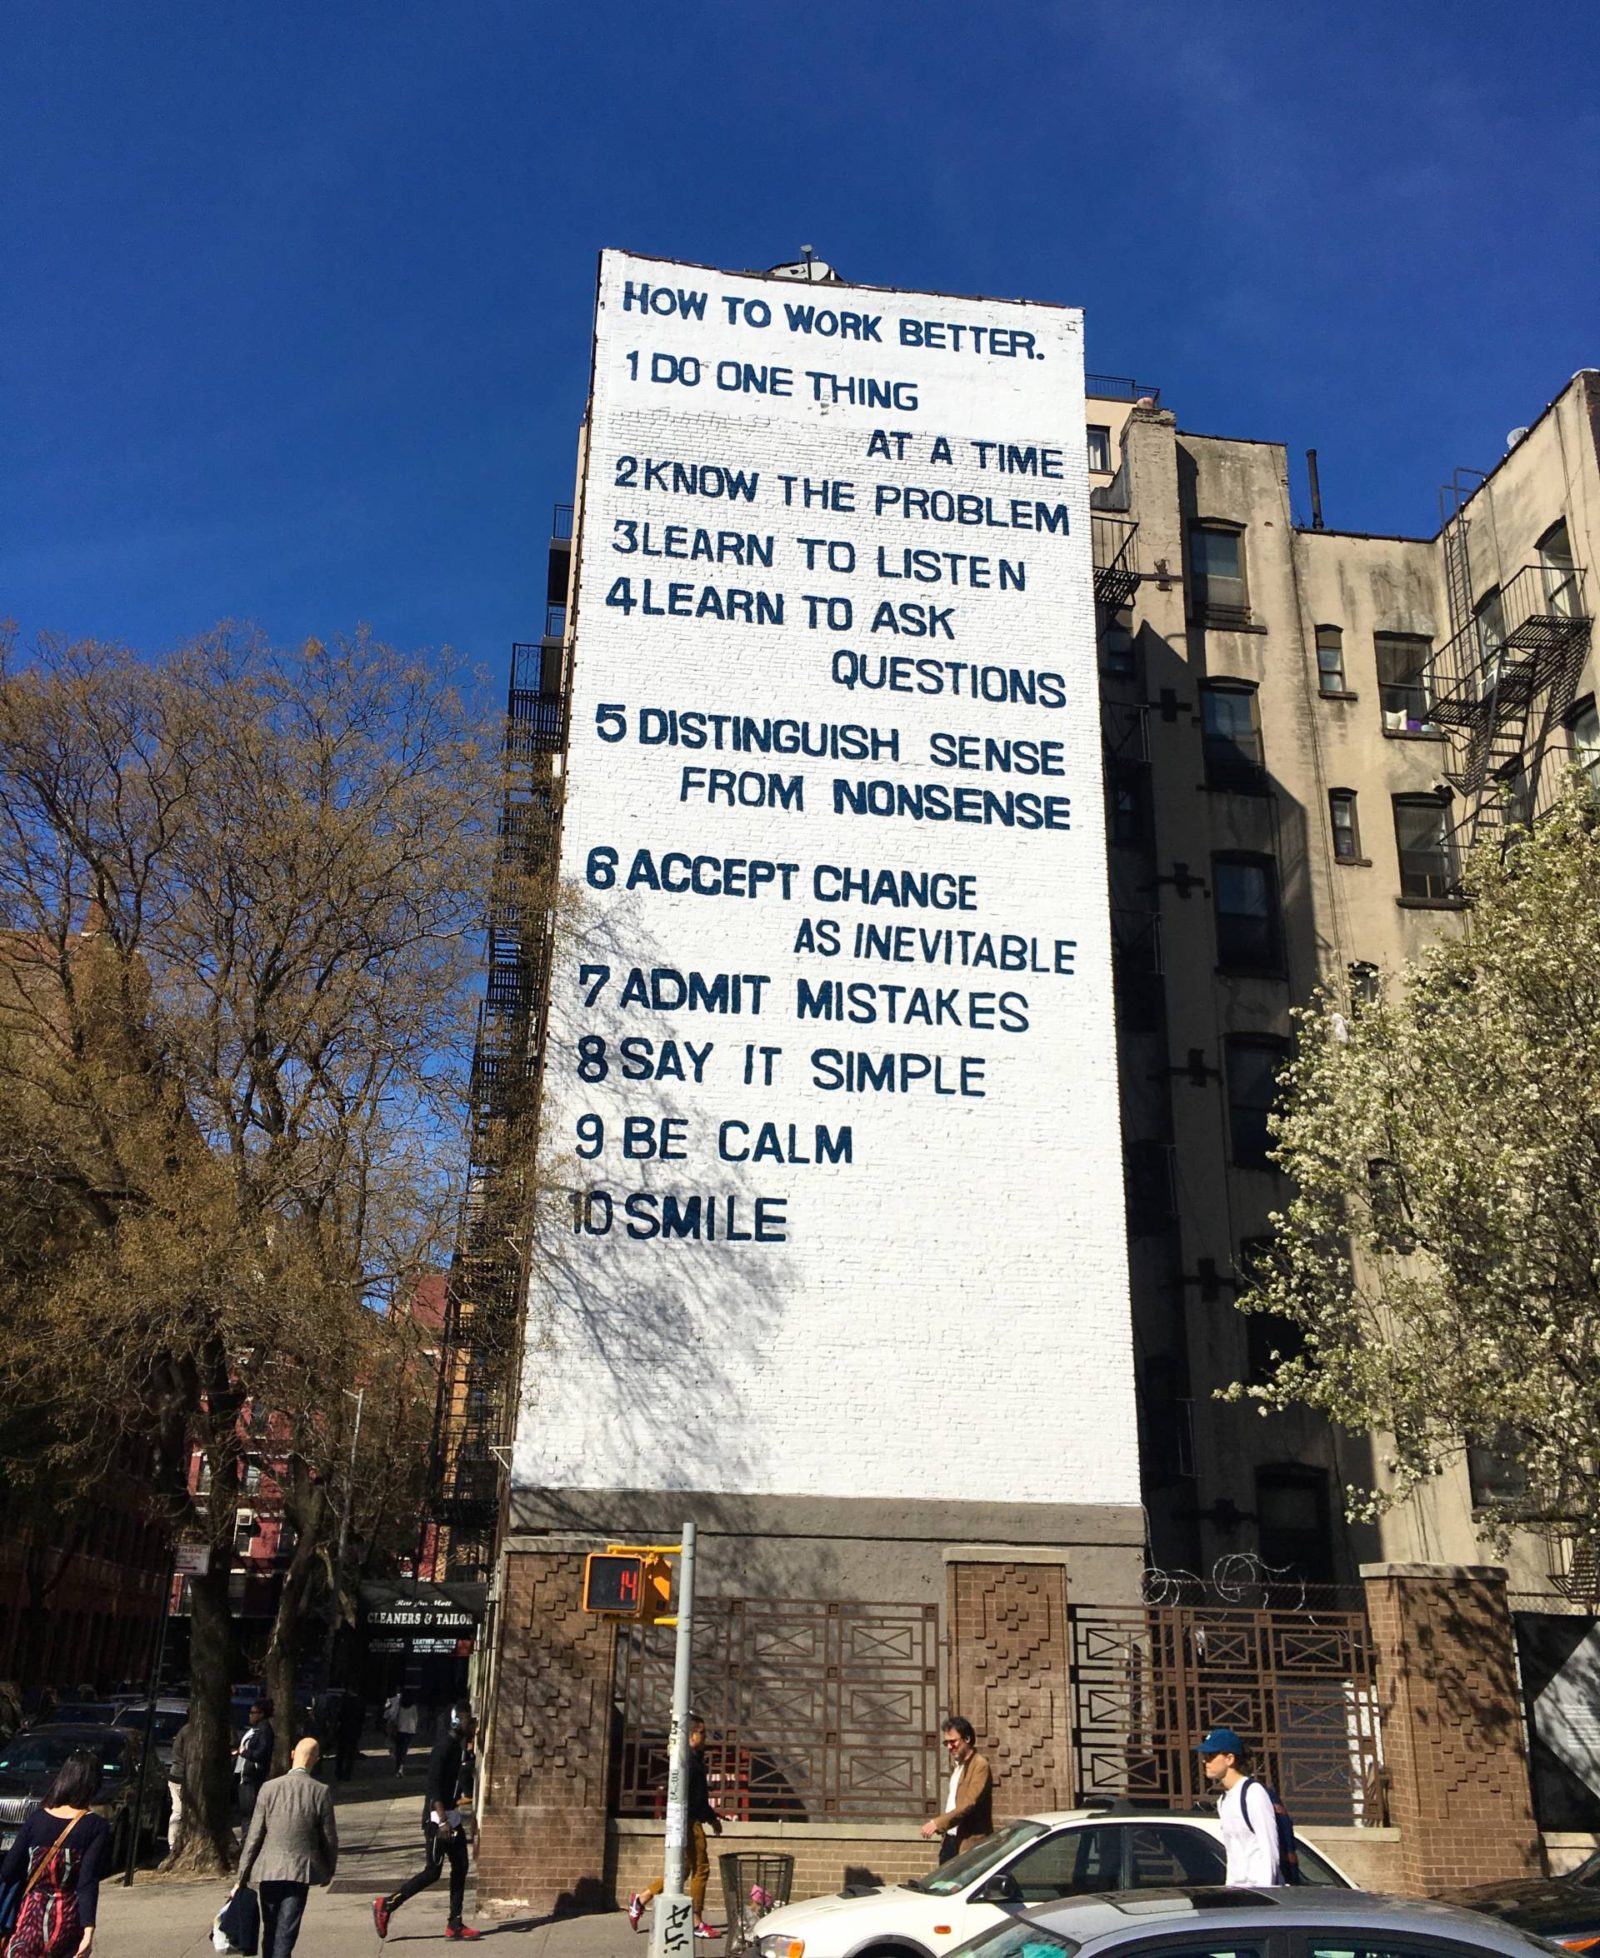 HOW TO WORK BETTER.
1 DO ONE THING
AT A TIME
2 KNOW THE PROBLEM
3 LEARN TO LISTEN
4 LEARN TO ASK
QUESTIONS
5 DISTINGUISH SENSE
FROM NONSENSE
6 ACCEPT CHANGE
AS INEVITABLE
7 ADMIT MISTAKES
8 SAY IT SIMPLE
9 BE CALM
10 SMILE
14
CLEANERS & TAILOR